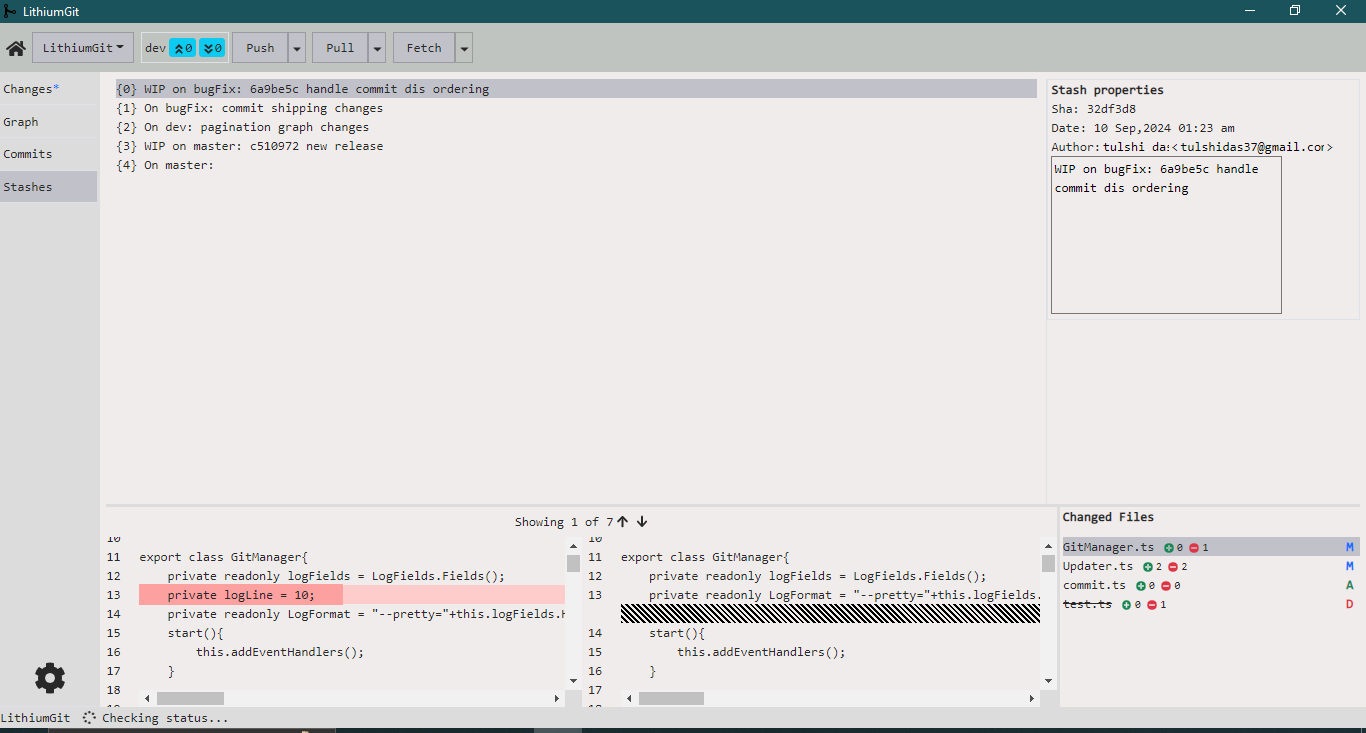 LithiumGit
LithiumGit dev 0 0 Push Pull Fetch
Changes*
Graph
Commits
Stashes
{0} WIP on bugFix: 6a9be5c handle commit dis ordering
{1} On bugFix: commit shipping changes
{2} On dev: pagination graph changes
{3} WIP on master: c510972 new release
{4} On master:
Stash properties
Sha: 32df3d8
Date: 10 Sep,2024 01:23 am
Author: tulshi da <tulshidas37@gmail.com>
WIP on bugFix: 6a9be5c handle
commit dis ordering
Showing 1 of 7
10
11 export class GitManager{
12 private readonly logFields = LogFields.Fields();
13 private logLine = 10;
14 private readonly LogFormat = "--pretty="+this.logFields.H
15 start(){
16 this.addEventHandlers();
17 }
18
10
11 export class GitManager{
12 private readonly logFields = LogFields.Fields();
13 private readonly LogFormat = "--pretty="+this.logFields.
14 start(){
15 this.addEventHandlers();
16 }
17
Changed Files
GitManager.ts 0 1 M
Updater.ts 2 2 M
commit.ts 0 0 A
test.ts 0 1 D
LithiumGit Checking status...